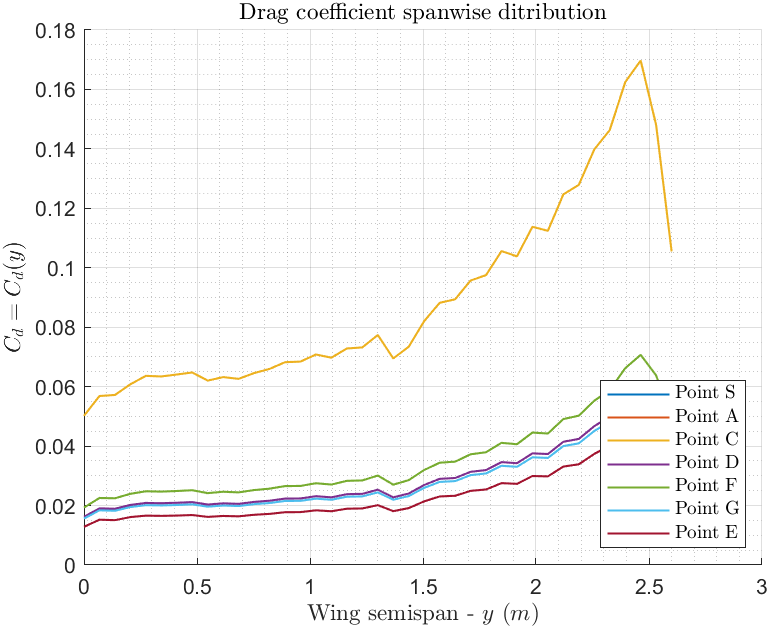 Drag coefficient spanwise ditribution
0.18
0.16
0.14
0.12
0.1
0.08
0.06
0.04
0.02
0
C_d = C_d(y)
Point S
Point A
Point C
Point D
Point F
Point G
Point E
0 0.5 1 1.5 2 2.5 3
Wing semispan - y (m)